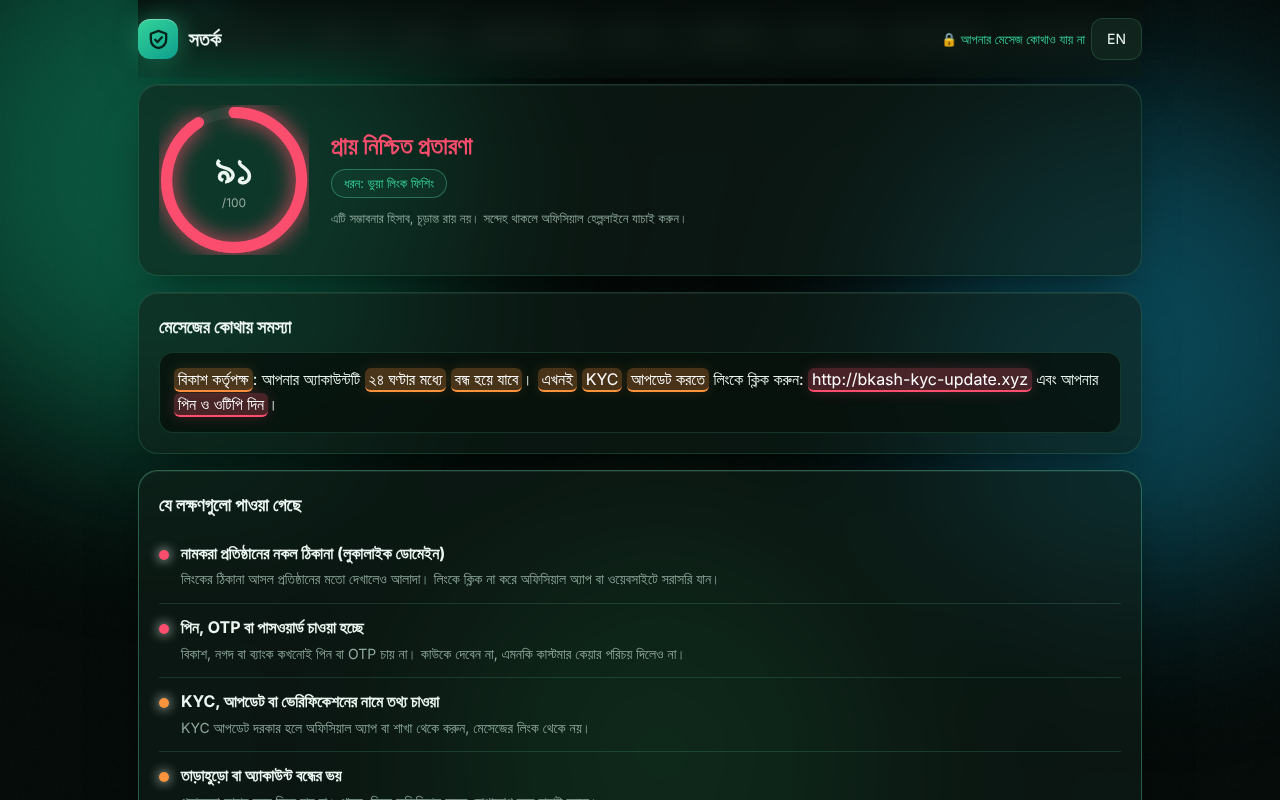 সতর্ক
🔒 আপনার মেসেজ কোথাও যায় না
EN
৯১
/100
প্রায় নিশ্চিত প্রতারণা
ধরন: ভুয়া লিংক ফিশিং
এটি সম্ভাবনার হিসাব, চূড়ান্ত রায় নয়। সন্দেহ থাকলে অফিসিয়াল হেল্পলাইনে যাচাই করুন।
মেসেজের কোথায় সমস্যা
বিকাশ কর্তৃপক্ষ: আপনার অ্যাকাউন্টটি ২৪ ঘণ্টার মধ্যে বন্ধ হয়ে যাবে। এখনই KYC আপডেট করতে লিংকে ক্লিক করুন: http://bkash-kyc-update.xyz এবং আপনার
পিন ও ওটিপি দিন।
যে লক্ষণগুলো পাওয়া গেছে
নামকরা প্রতিষ্ঠানের নকল ঠিকানা (লুকালাইক ডোমেইন)
লিংকের ঠিকানা আসল প্রতিষ্ঠানের মতো দেখালেও আলাদা। লিংকে ক্লিক না করে অফিসিয়াল অ্যাপ বা ওয়েবসাইটে সরাসরি যান।
পিন, OTP বা পাসওয়ার্ড চাওয়া হচ্ছে
বিকাশ, নগদ বা ব্যাংক কখনোই পিন বা OTP চায় না। কাউকে দেবেন না, এমনকি কাস্টমার কেয়ার পরিচয় দিলেও না।
KYC, আপডেট বা ভেরিফিকেশনের নামে তথ্য চাওয়া
KYC আপডেট দরকার হলে অফিসিয়াল অ্যাপ বা শাখা থেকে করুন, মেসেজের লিংক থেকে নয়।
তাড়াহুড়ো বা অ্যাকাউন্ট বন্ধের ভয়